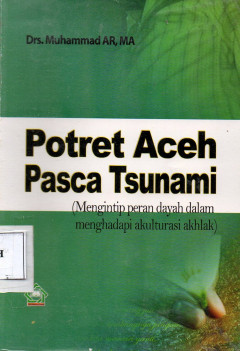 Drs. Muhammad AR, MA
Potret Aceh
Pasca Tsunami
(Mengintip peran dayah dalam
menghadapi akulturasi akhlak)